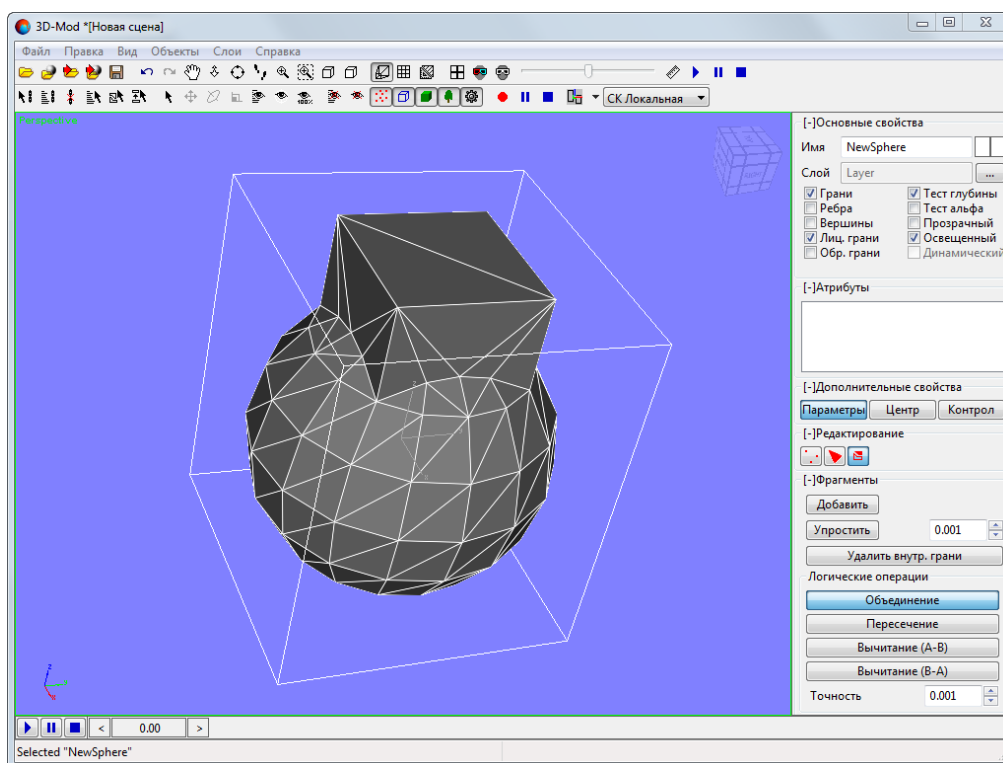 3D-Mod *[Новая сцена]
Файл Правка Вид Объекты Слои Справка
СК Локальная
Perspective
[-]Основные свойства
Имя NewSphere
Слой Layer ...
Грани Тест глубины
Ребра Тест альфа
Вершины Прозрачный
Лиц. грани Освещенный
Обр. грани Динамический
[-]Атрибуты
[-]Дополнительные свойства
Параметры Центр Контрол
[-]Редактирование
[-]Фрагменты
Добавить
Упростить 0.001
Удалить внутр. грани
Логические операции
Объединение
Пересечение
Вычитание (A-B)
Вычитание (B-A)
Точность 0.001
< 0.00 >
Selected "NewSphere"